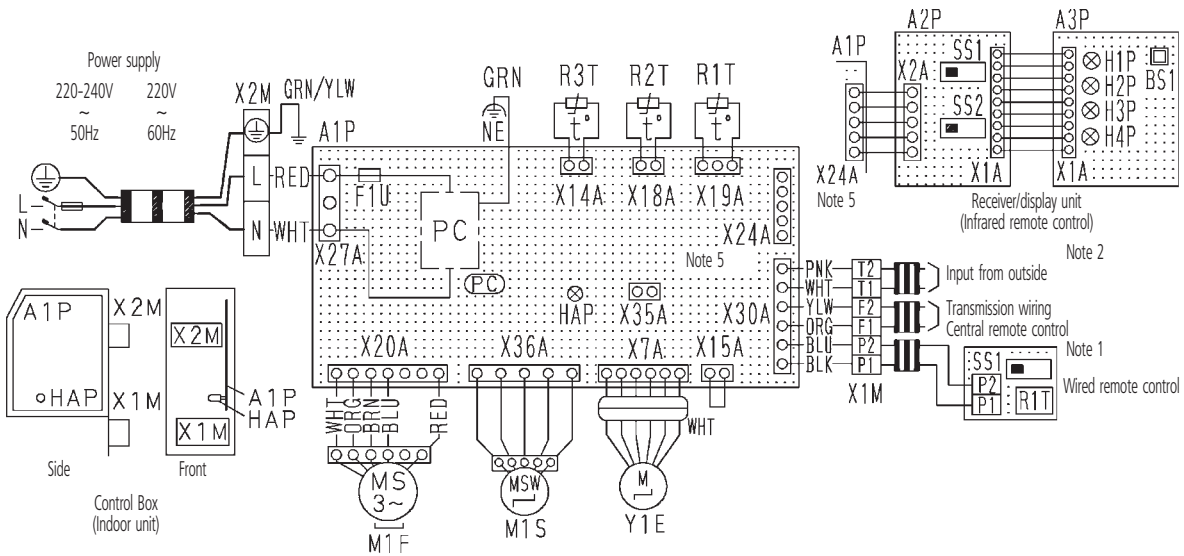 Power supply
220-240V 220V
~ ~
50Hz 60Hz
X2M
GRN/YLW
L
N
L RED
N WHT
A1P
F1U
X27A
PC
PC
GRN
NE
R3T R2T R1T
t° t° t°
X14A X18A X19A
X24A
Note 5
HAP
X35A
X30A
X20A X36A X7A X15A
WHT ORG BRN BLU RED
MS
3~
M1F
MSW
M1S
WHT
M
Y1E
PNK T2
WHT T1
YLW F2
ORG F1
BLU P2
BLK P1
X1M
Input from outside
Transmission wiring
Central remote control
Note 1
SS1
P2
P1
R1T
Wired remote control
A1P
X24A
Note 5
A2P
X2A
SS1
SS2
X1A
A3P
H1P
H2P
H3P
H4P
BS1
X1A
Receiver/display unit
(Infrared remote control)
Note 2
A1P
HAP
X2M
X1M
Side
X2M
A1P
HAP
X1M
Front
Control Box
(Indoor unit)